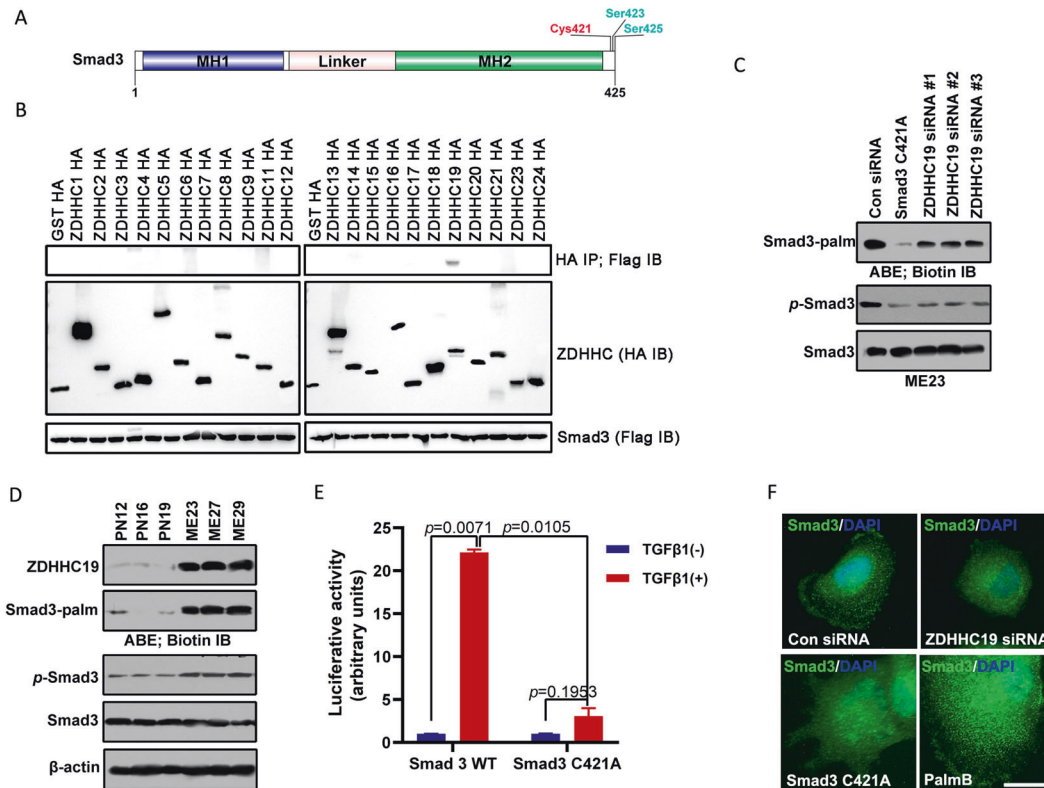 A
Ser423
Cys421
Ser425
Smad3
MH1
Linker
MH2
1
425
B
GST HA
ZDHHC1 HA
ZDHHC2 HA
ZDHHC3 HA
ZDHHC4 HA
ZDHHC5 HA
ZDHHC6 HA
ZDHHC7 HA
ZDHHC8 HA
ZDHHC9 HA
ZDHHC11 HA
ZDHHC12 HA
GST HA
ZDHHC13 HA
ZDHHC14 HA
ZDHHC15 HA
ZDHHC16 HA
ZDHHC17 HA
ZDHHC18 HA
ZDHHC19 HA
ZDHHC20 HA
ZDHHC21 HA
ZDHHC23 HA
ZDHHC24 HA
HA IP; Flag IB
ZDHHC (HA IB)
Smad3 (Flag IB)
C
Con siRNA
Smad3 C421A
ZDHHC19 siRNA #1
ZDHHC19 siRNA #2
ZDHHC19 siRNA #3
Smad3-palm
ABE; Biotin IB
p-Smad3
Smad3
ME23
D
PN12
PN16
PN19
ME23
ME27
ME29
ZDHHC19
Smad3-palm
ABE; Biotin IB
p-Smad3
Smad3
β-actin
E
Luciferative activity
(arbitrary units)
25
20
15
10
5
0
p=0.0071
p=0.0105
p=0.1953
TGFβ1(-)
TGFβ1(+)
Smad 3 WT
Smad3 C421A
F
Smad3/DAPI
Con siRNA
Smad3/DAPI
ZDHHC19 siRNA
Smad3/DAPI
Smad3 C421A
Smad3/DAPI
PalmB